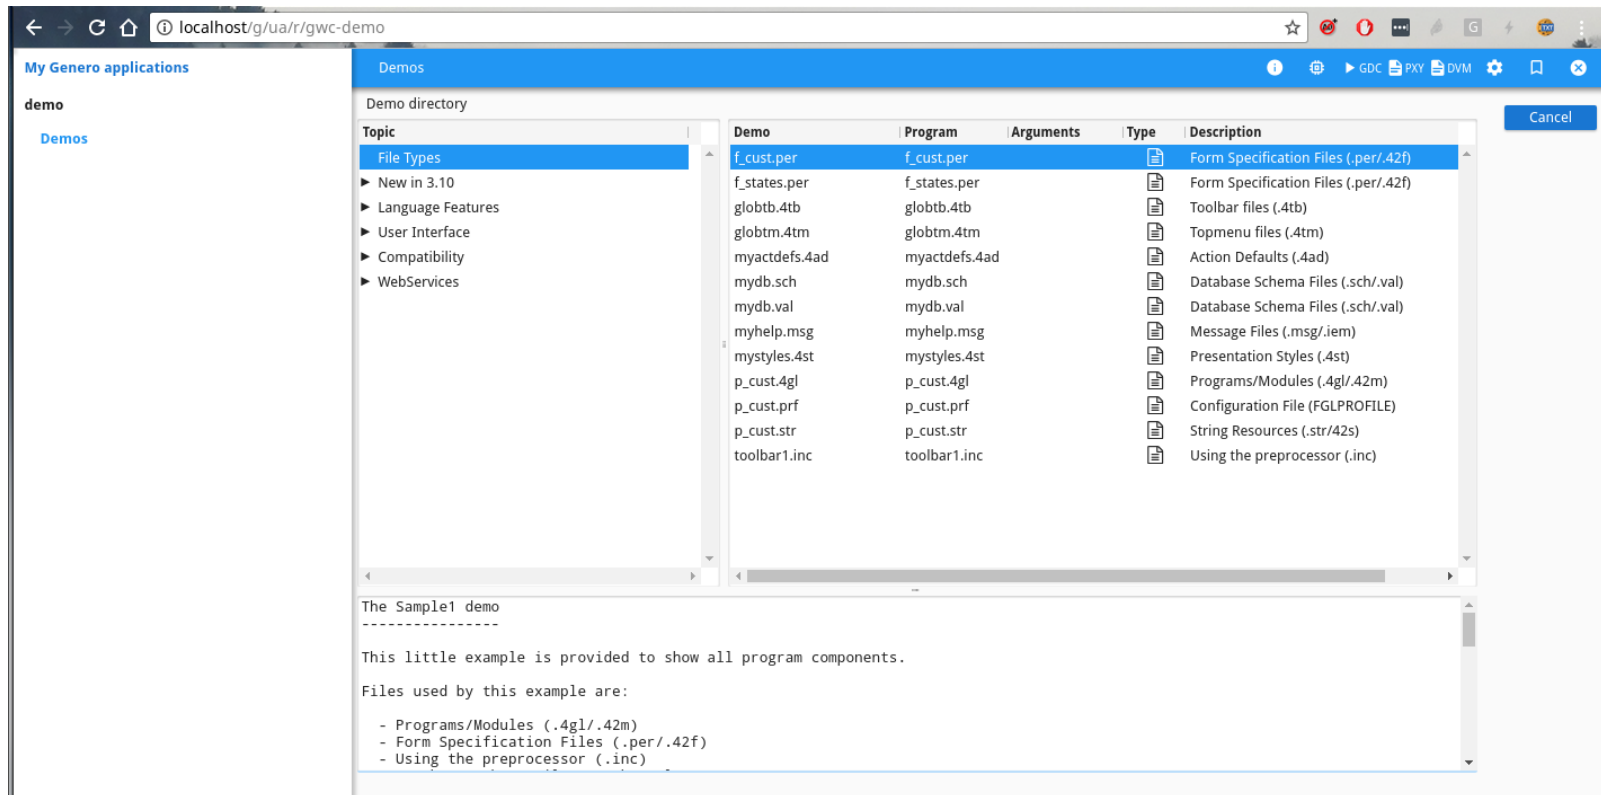 localhost/g/ua/r/gwc-demo
My Genero applications
demo
Demos
Demos
GDC PXY DVM
Demo directory
Cancel
Topic
File Types
New in 3.10
Language Features
User Interface
Compatibility
WebServices
Demo Program Arguments Type Description
f_cust.per f_cust.per Form Specification Files (.per/.42f)
f_states.per f_states.per Form Specification Files (.per/.42f)
globtb.4tb globtb.4tb Toolbar files (.4tb)
globtm.4tm globtm.4tm Topmenu files (.4tm)
myactdefs.4ad myactdefs.4ad Action Defaults (.4ad)
mydb.sch mydb.sch Database Schema Files (.sch/.val)
mydb.val mydb.val Database Schema Files (.sch/.val)
myhelp.msg myhelp.msg Message Files (.msg/.iem)
mystyles.4st mystyles.4st Presentation Styles (.4st)
p_cust.4gl p_cust.4gl Programs/Modules (.4gl/.42m)
p_cust.prf p_cust.prf Configuration File (FGLPROFILE)
p_cust.str p_cust.str String Resources (.str/42s)
toolbar1.inc toolbar1.inc Using the preprocessor (.inc)
The Sample1 demo
----------------
This little example is provided to show all program components.
Files used by this example are:
- Programs/Modules (.4gl/.42m)
- Form Specification Files (.per/.42f)
- Using the preprocessor (.inc)